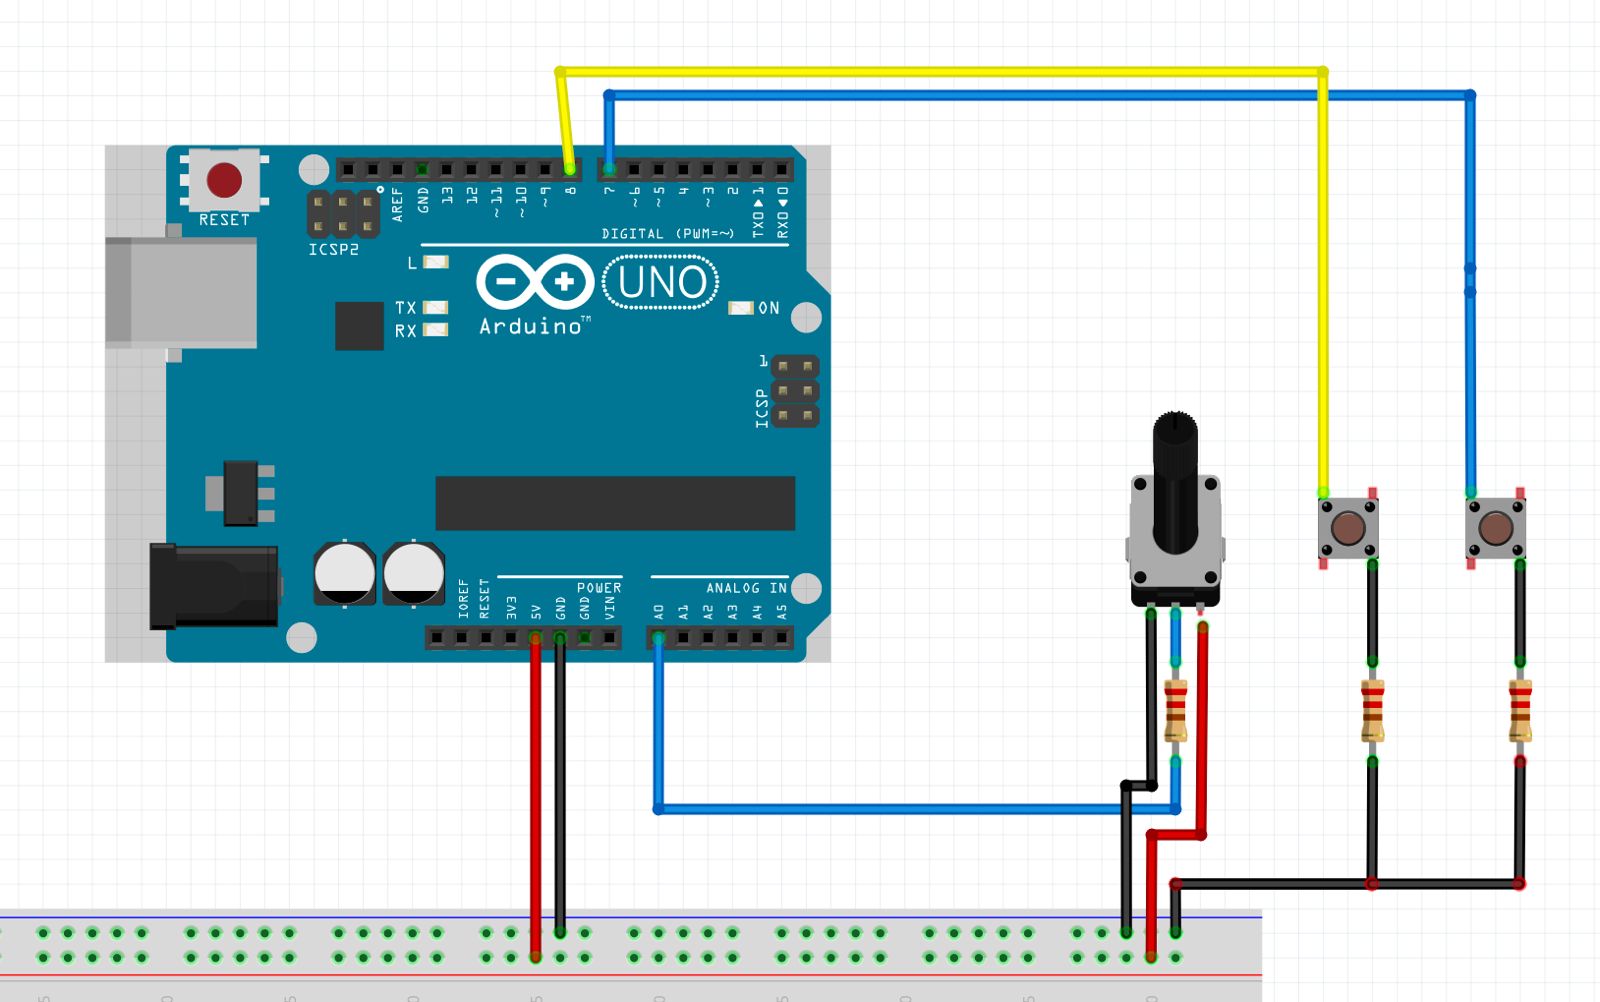 RESET
ICSP2
AREF
GND
13
12
~11
~10
~9
8
7
~6
~5
4
~3
2
TX0▶1
RX0◀0
DIGITAL (PWM=~)
L
TX
RX
UNO
ON
Arduino™
1
ICSP
IOREF
RESET
3V3
5V
GND
GND
VIN
POWER
A0
A1
A2
A3
A4
A5
ANALOG IN